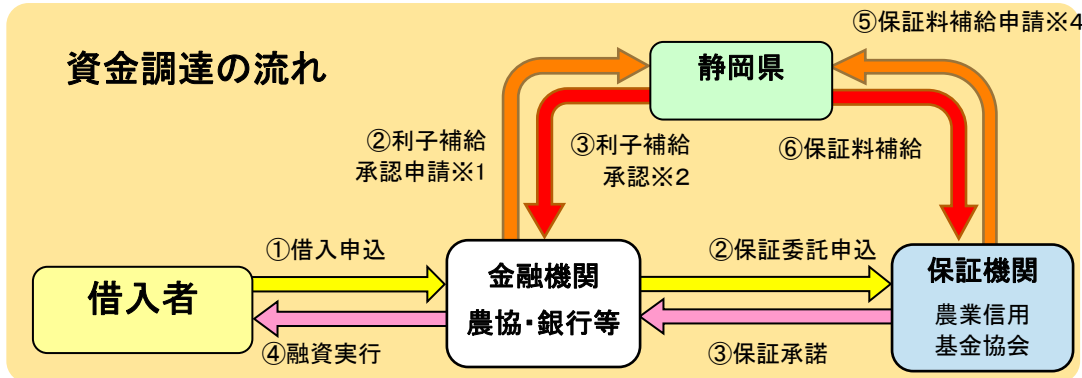 資金調達の流れ
⑤保証料補給申請※4
静岡県
②利子補給
承認申請※1
③利子補給
承認※2
⑥保証料補給
①借入申込
②保証委託申込
借入者
金融機関
農協・銀行等
保証機関
農業信用
基金協会
④融資実行
③保証承諾